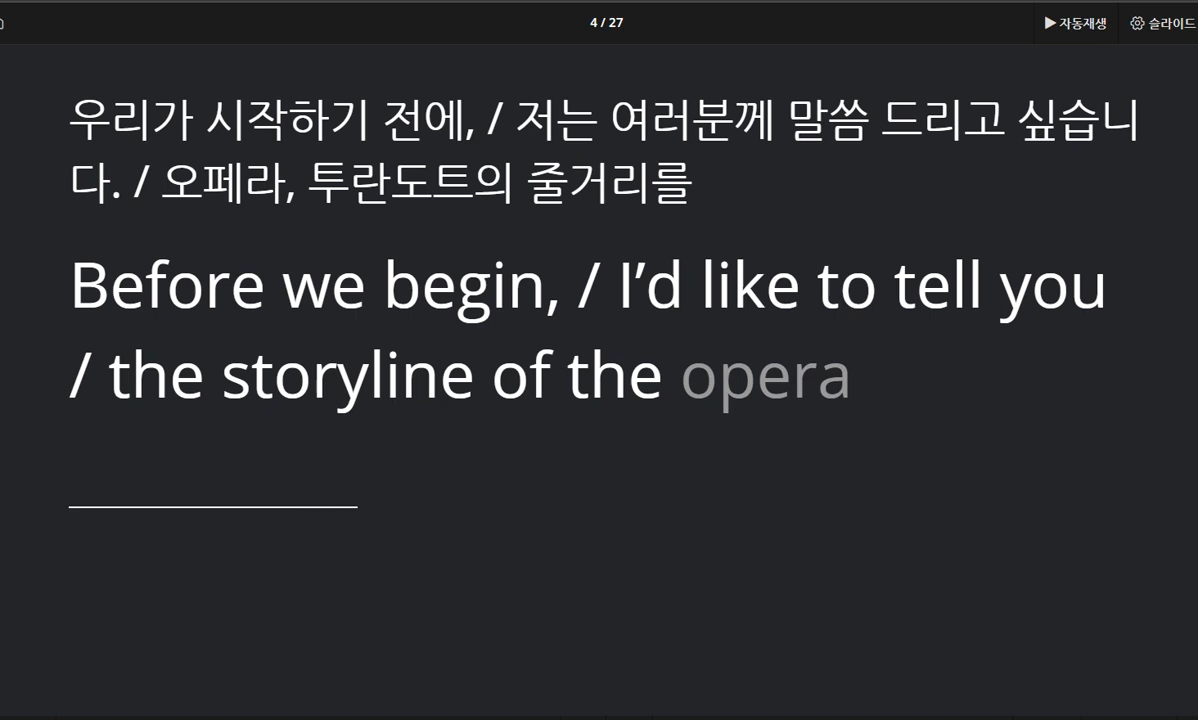 4 / 27
▶ 자동재생
슬라이드
우리가 시작하기 전에, / 저는 여러분께 말씀 드리고 싶습니
다. / 오페라, 투란도트의 줄거리를
Before we begin, / I’d like to tell you
/ the storyline of the opera